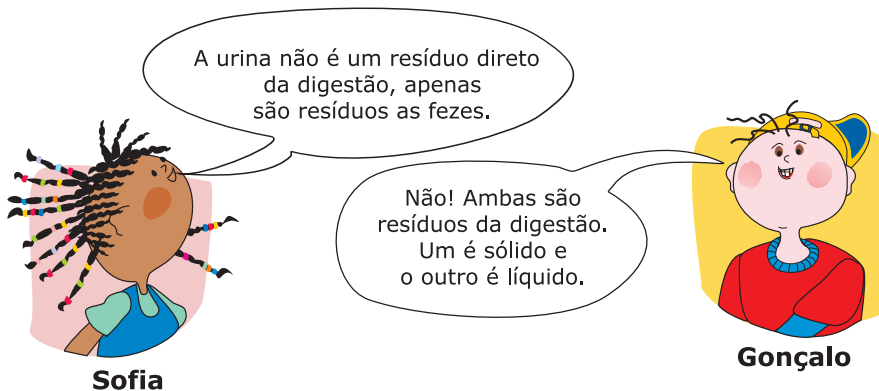 A urina não é um resíduo direto
da digestão, apenas
são resíduos as fezes.
Não! Ambas são
resíduos da digestão.
Um é sólido e
o outro é líquido.
Sofia
Gonçalo